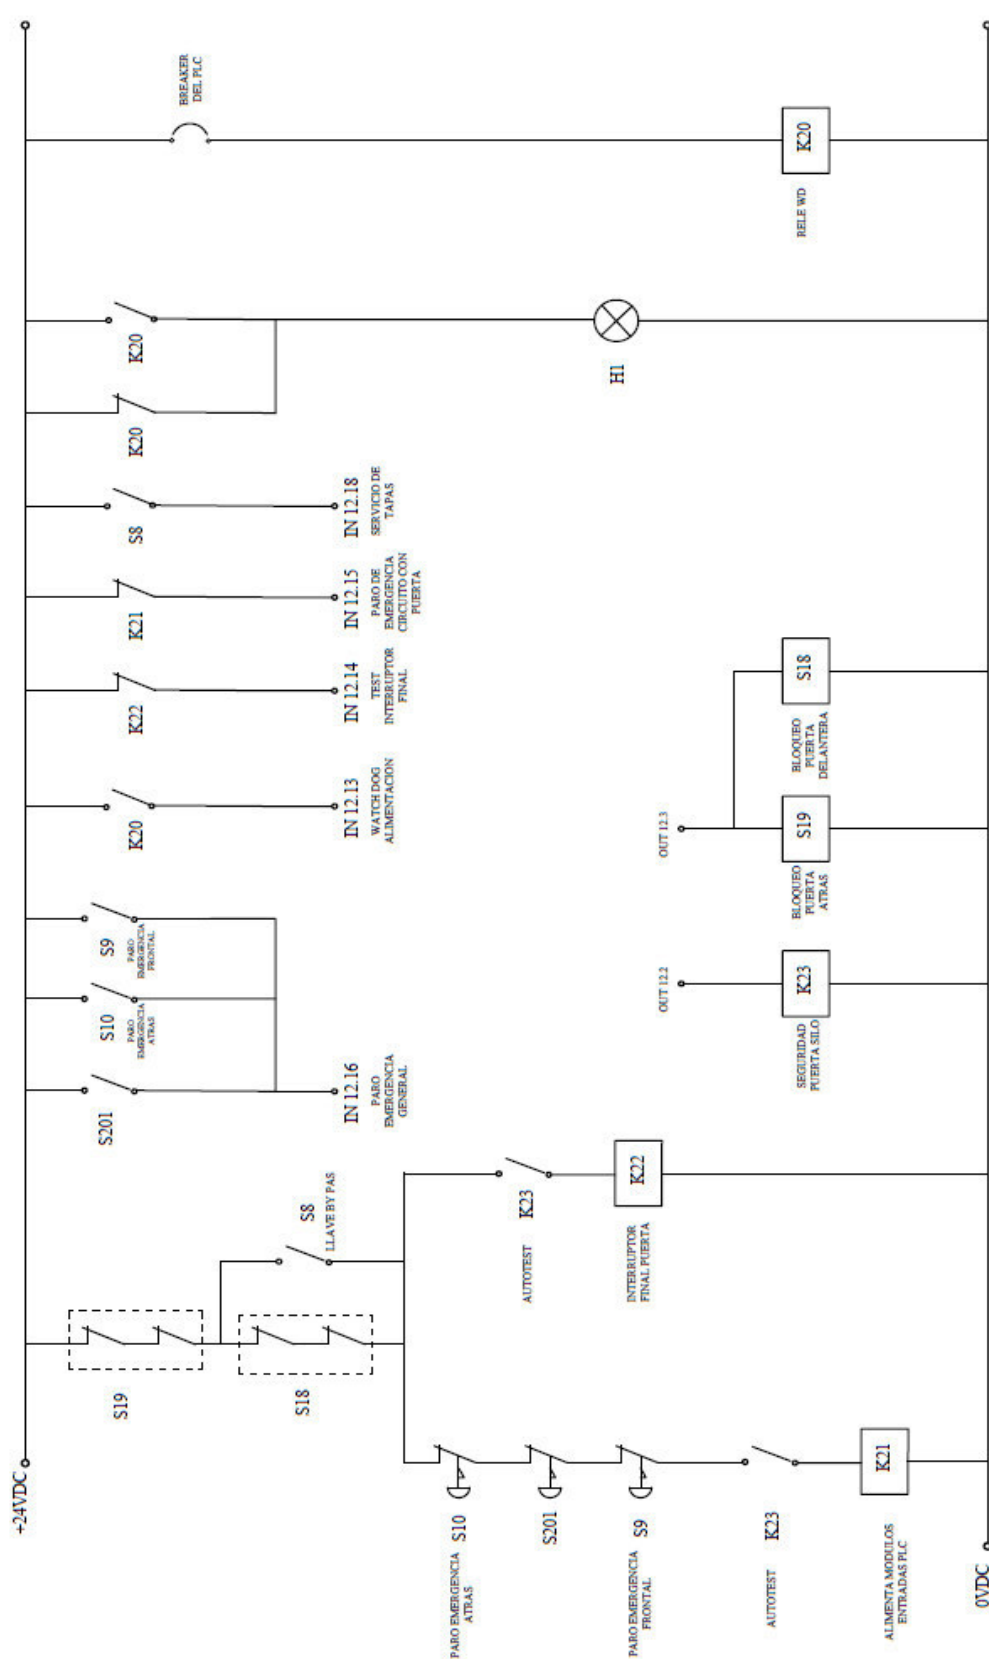 +24VDC
S19
S18
S8
LLAVE BY PAS
S10
PARO EMERGENCIA
ATRAS
S201
S9
PARO EMERGENCIA
FRONTAL
K23
AUTOTEST
K21
ALIMENTA MODULOS
ENTRADAS PLC
K23
AUTOTEST
K22
INTERRUPTOR
FINAL PUERTA
S201
S10
PARO
EMERGENCIA
ATRAS
S9
PARO
EMERGENCIA
FRONTAL
IN 12.16
PARO
EMERGENCIA
GENERAL
K20
IN 12.13
WATCH DOG
ALIMENTACION
K22
IN 12.14
TEST
INTERRUPTOR
FINAL
K21
IN 12.15
PARO DE
EMERGENCIA
CIRCUITO CON
PUERTA
S8
IN 12.18
SERVICIO DE
TAPAS
K20
K20
H1
BREAKER
DEL PLC
K20
RELE WD
OUT 12.2
K23
SEGURIDAD
PUERTA SILO
OUT 12.3
S19
BLOQUEO
PUERTA
ATRAS
S18
BLOQUEO
PUERTA
DELANTERA
0VDC